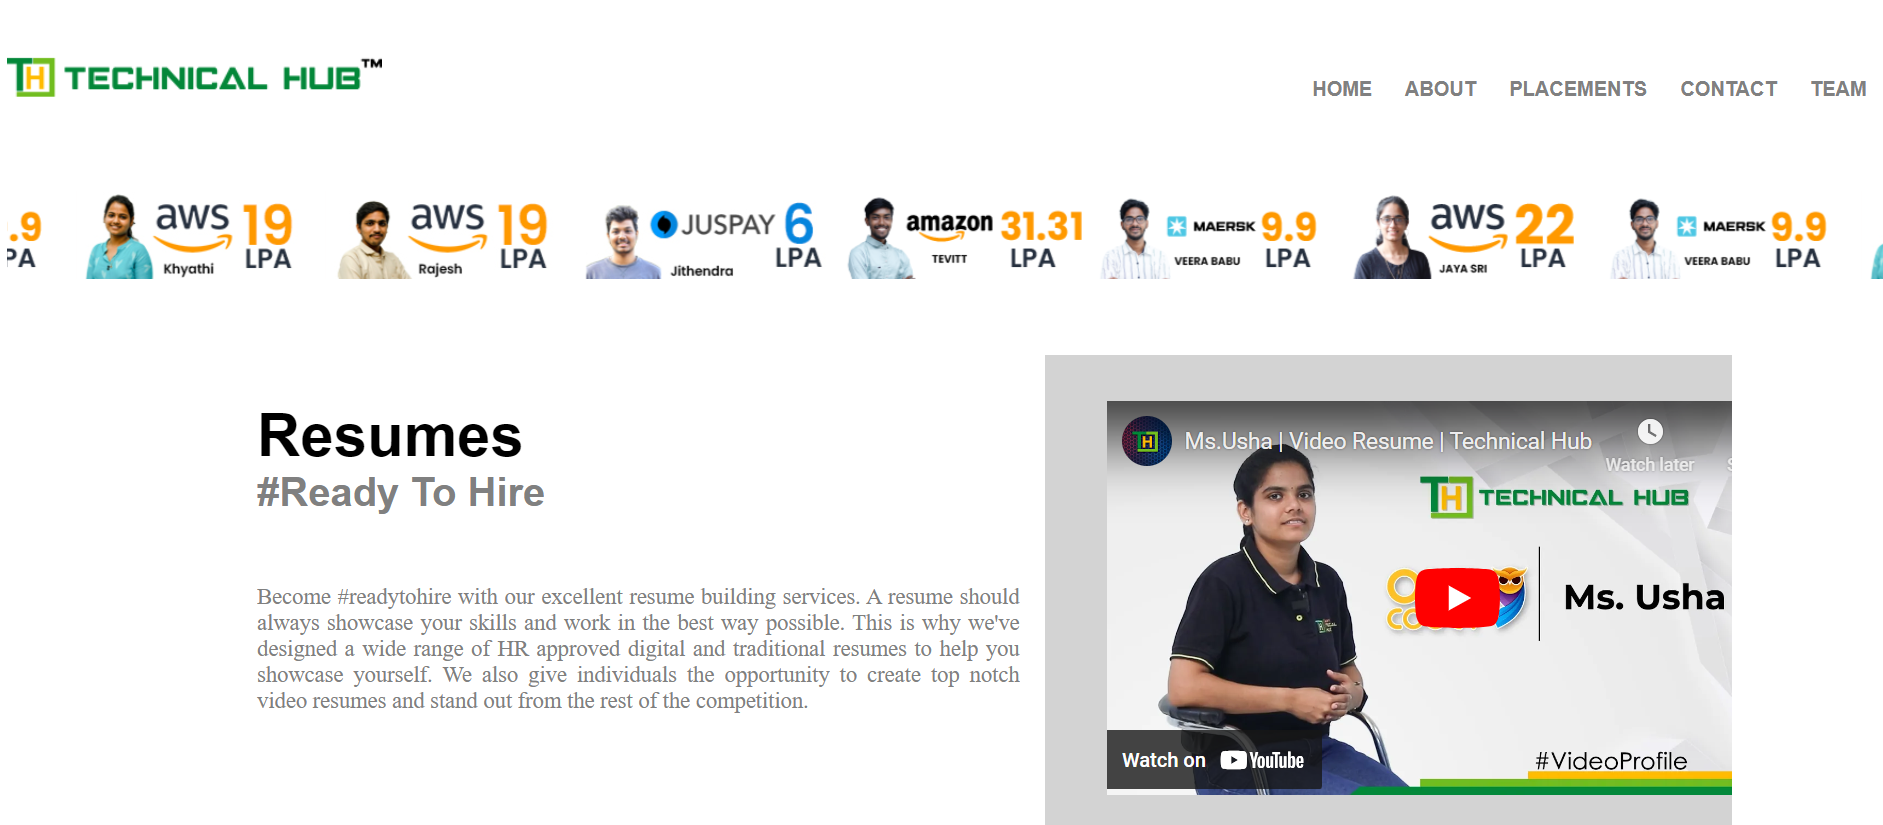 TH TECHNICAL HUB™
HOME ABOUT PLACEMENTS CONTACT TEAM
.9
PA
aws 19
Khyathi LPA
aws 19
Rajesh LPA
JUSPAY 6
Jithendra LPA
amazon 31.31
TEVITT LPA
MAERSK 9.9
VEERA BABU LPA
aws 22
JAYA SRI LPA
MAERSK 9.9
VEERA BABU LPA
Resumes
#Ready To Hire
Become #readytohire with our excellent resume building services. A resume should
always showcase your skills and work in the best way possible. This is why we've
designed a wide range of HR approved digital and traditional resumes to help you
showcase yourself. We also give individuals the opportunity to create top notch
video resumes and stand out from the rest of the competition.
TH
Ms.Usha | Video Resume | Technical Hub
Watch later
TH TECHNICAL HUB
Ms. Usha
Watch on YouTube
#VideoProfile